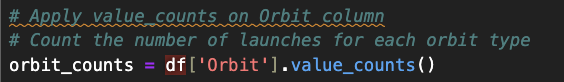 # Apply value_counts on Orbit column
# Count the number of launches for each orbit type
orbit_counts = df['Orbit'].value_counts()